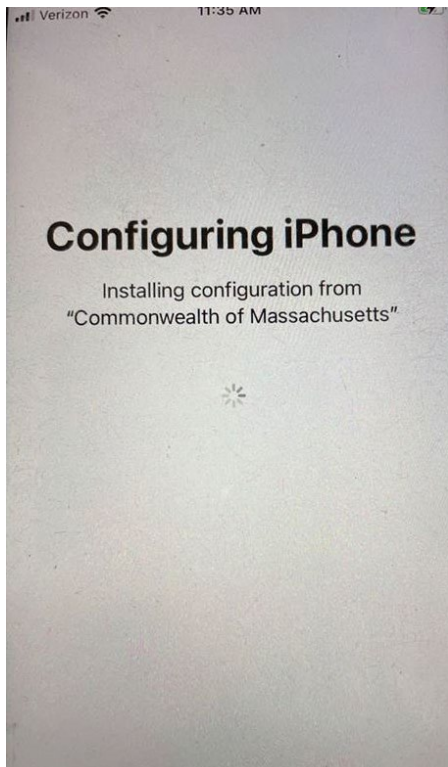 Verizon 11:35 AM
Configuring iPhone
Installing configuration from
“Commonwealth of Massachusetts”